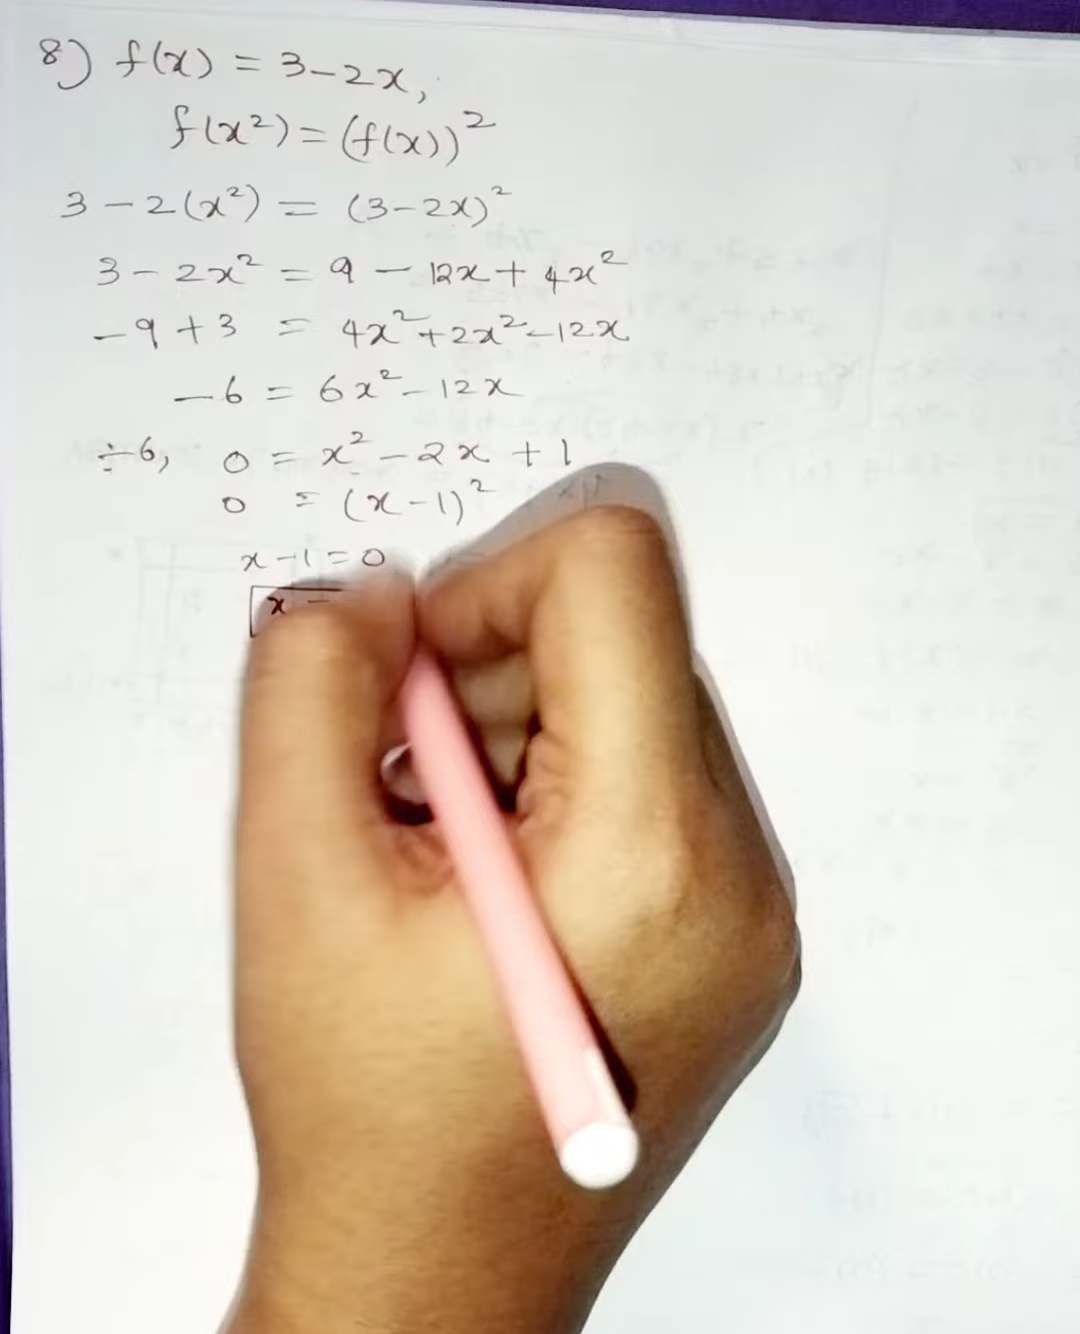 8) f(x) = 3-2x,
f(x²) = (f(x))²
3-2(x²) = (3-2x)²
3-2x² = 9-12x+4x²
-9+3 = 4x²+2x²-12x
-6 = 6x²-12x
÷6, 0 = x²-2x+1
0 = (x-1)²
x-1=0
x =